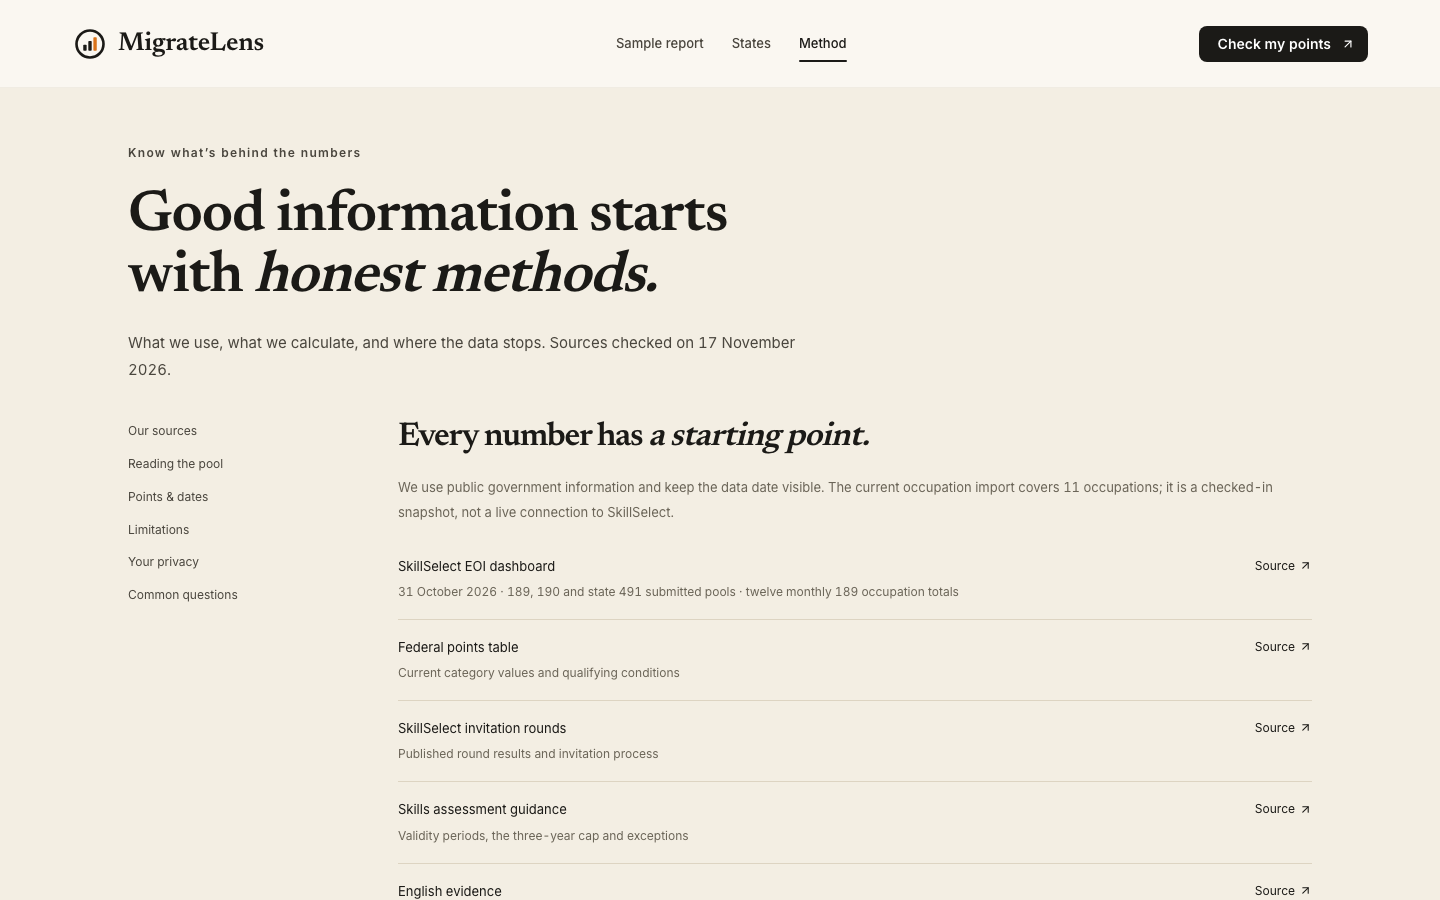 MigrateLens
Sample report
States
Method
Check my points
Know what's behind the numbers
Good information starts
with honest methods.
What we use, what we calculate, and where the data stops. Sources checked on 17 November
2026.
Our sources
Reading the pool
Points & dates
Limitations
Your privacy
Common questions
Every number has a starting point.
We use public government information and keep the data date visible. The current occupation import covers 11 occupations; it is a checked-in
snapshot, not a live connection to SkillSelect.
SkillSelect EOI dashboard
Source
31 October 2026 · 189, 190 and state 491 submitted pools · twelve monthly 189 occupation totals
Federal points table
Source
Current category values and qualifying conditions
SkillSelect invitation rounds
Source
Published round results and invitation process
Skills assessment guidance
Source
Validity periods, the three-year cap and exceptions
English evidence
Source